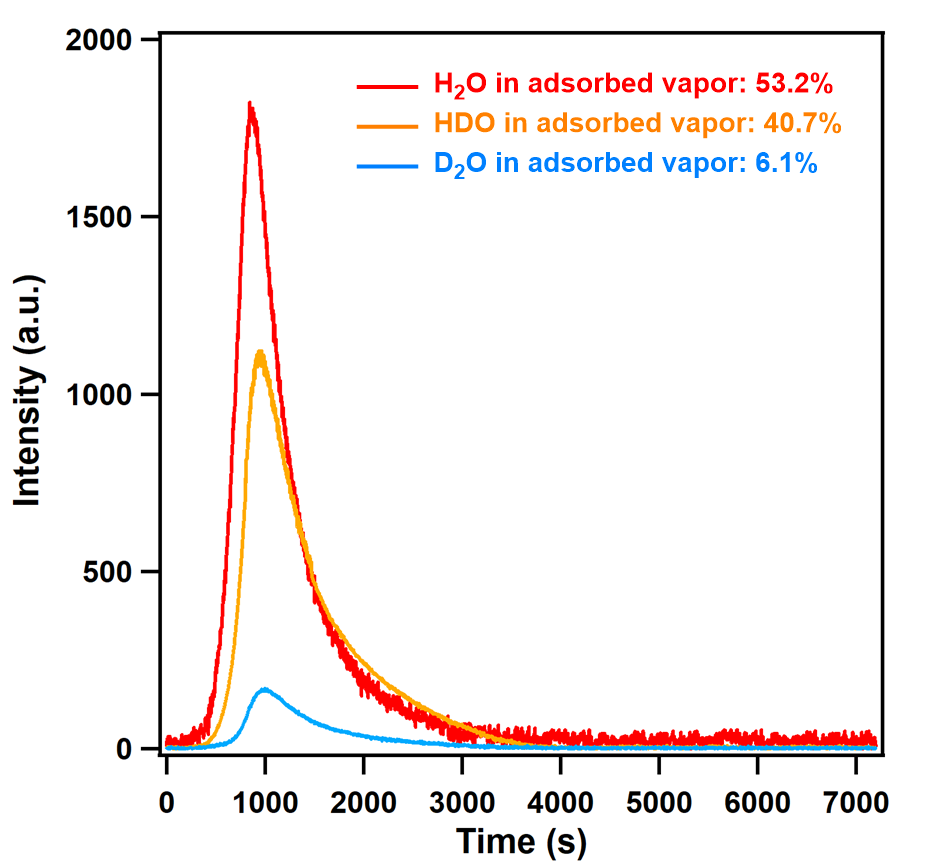 2000
1500
1000
500
0
H₂O in adsorbed vapor: 53.2%
HDO in adsorbed vapor: 40.7%
D₂O in adsorbed vapor: 6.1%
Intensity (a.u.)
0 1000 2000 3000 4000 5000 6000 7000
Time (s)